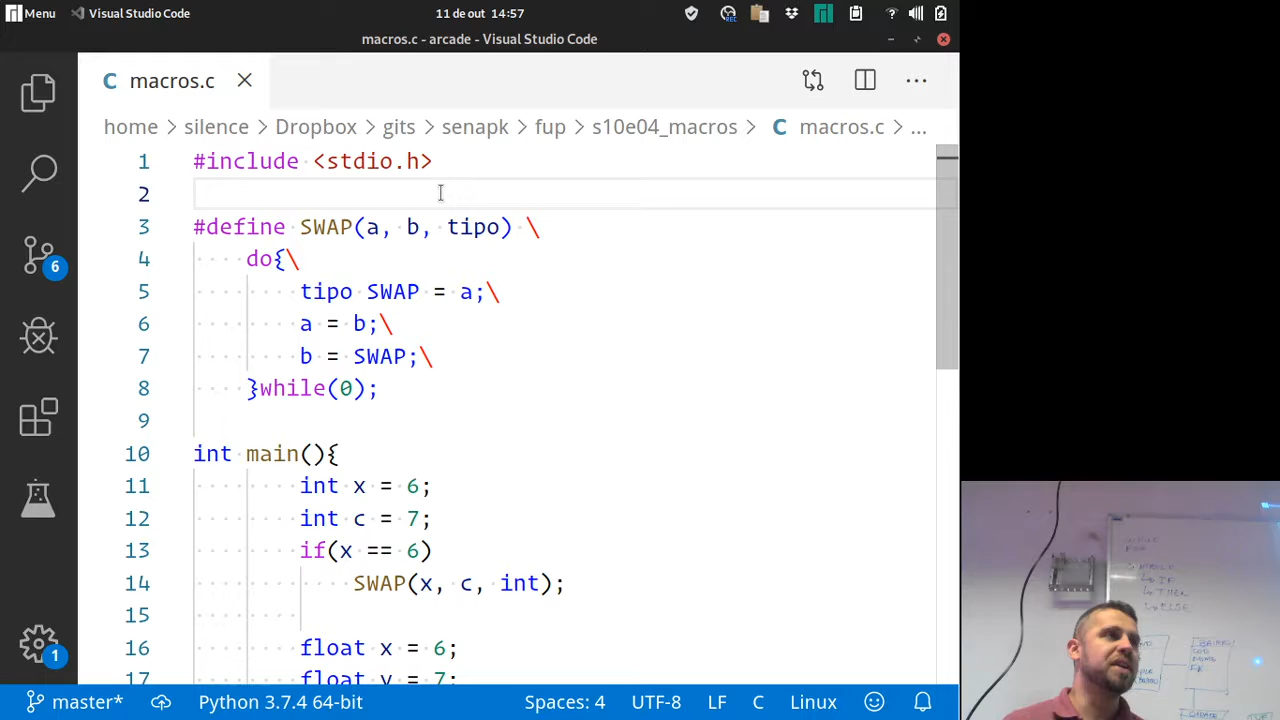 Menu Visual Studio Code 11 de out 14:57
macros.c - arcade - Visual Studio Code
C macros.c
home > silence > Dropbox > gits > senapk > fup > s10e04_macros > C macros.c > ...
1 #include <stdio.h>
2
3 #define SWAP(a, b, tipo) \
4 do{\
5 tipo SWAP = a;\
6 a = b;\
7 b = SWAP;\
8 }while(0);
9
10 int main(){
11 int x = 6;
12 int c = 7;
13 if(x == 6)
14 SWAP(x, c, int);
15
16 float x = 6;
17 float y = 7;
6
1
master* Python 3.7.4 64-bit Spaces: 4 UTF-8 LF C Linux
FOR
IF
THEN
ELSE